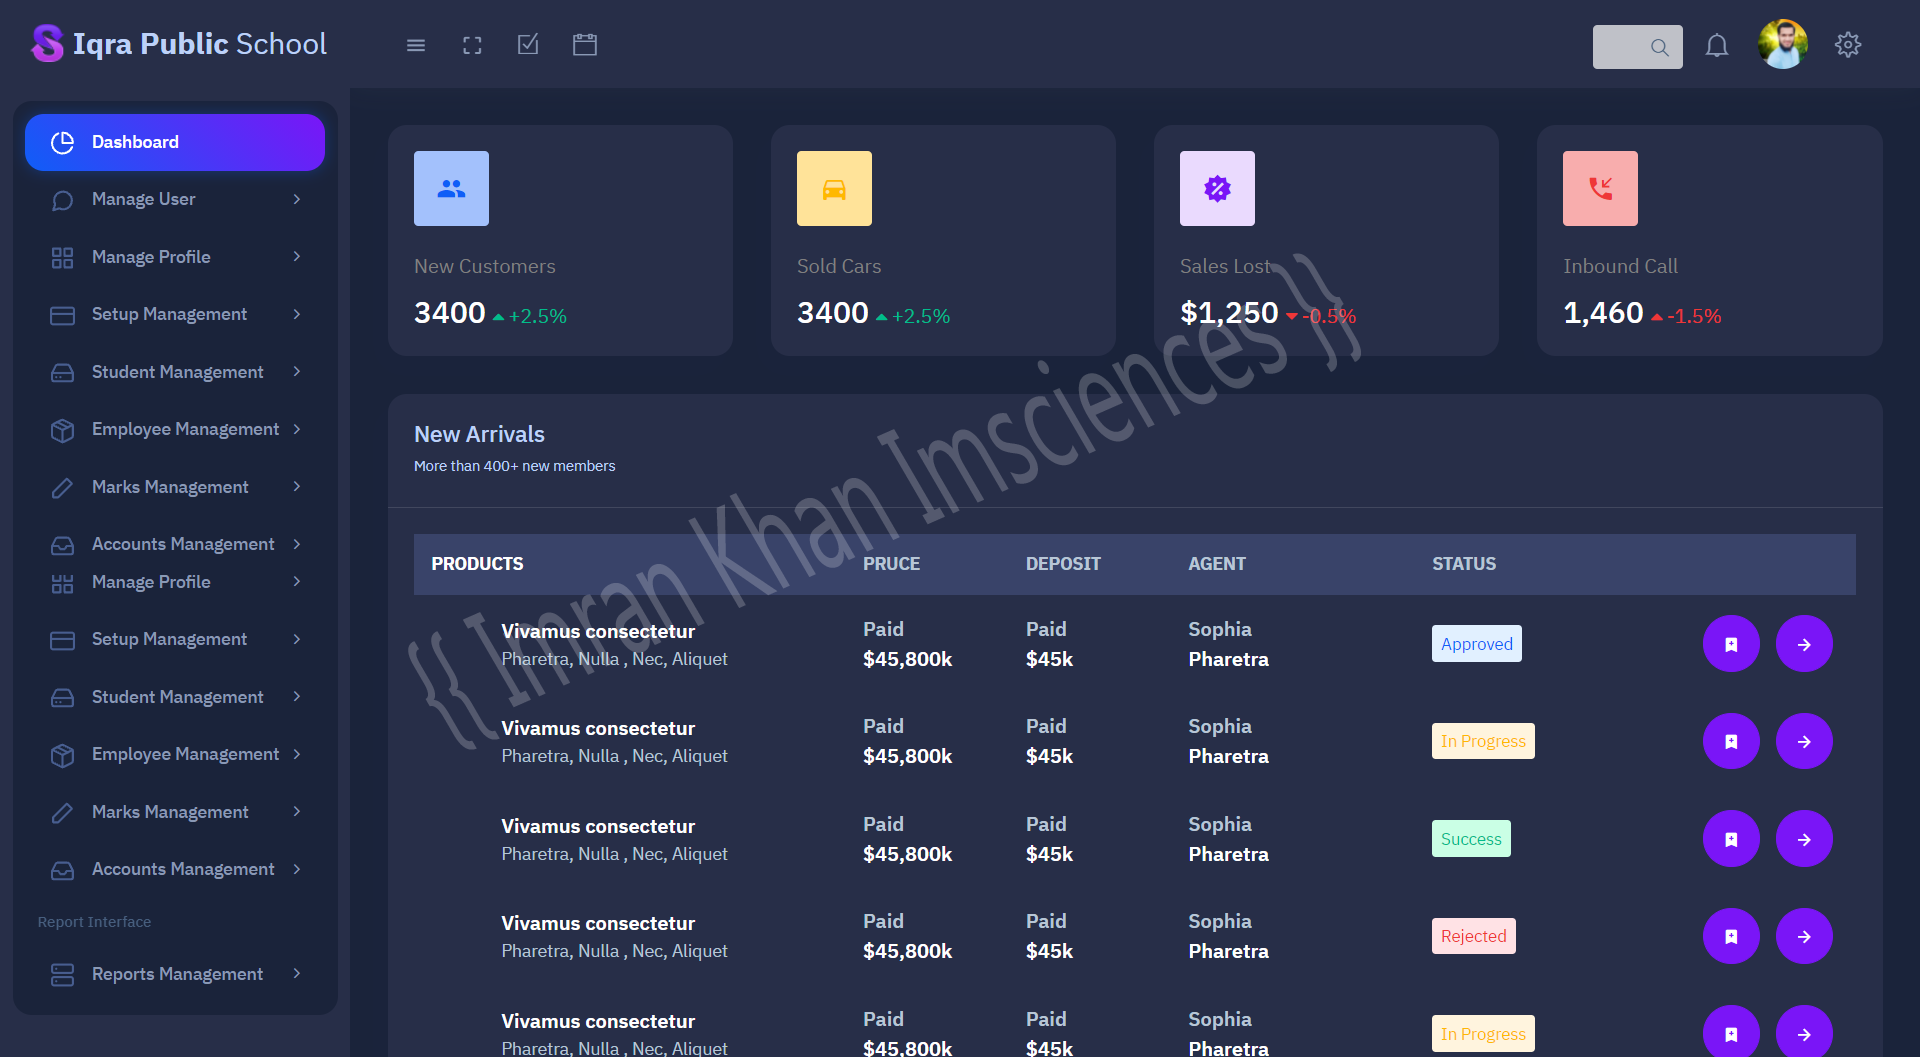 Iqra Public School
Dashboard
Manage User
Manage Profile
Setup Management
Student Management
Employee Management
Marks Management
Accounts Management
Manage Profile
Setup Management
Student Management
Employee Management
Marks Management
Accounts Management
Report Interface
Reports Management
New Customers
3400 +2.5%
Sold Cars
3400 +2.5%
Sales Lost
$1,250 -0.5%
Inbound Call
1,460 -1.5%
New Arrivals
More than 400+ new members
PRODUCTS PRUCE DEPOSIT AGENT STATUS
Vivamus consectetur Paid Paid Sophia Approved
Pharetra, Nulla , Nec, Aliquet $45,800k $45k Pharetra
Vivamus consectetur Paid Paid Sophia In Progress
Pharetra, Nulla , Nec, Aliquet $45,800k $45k Pharetra
Vivamus consectetur Paid Paid Sophia Success
Pharetra, Nulla , Nec, Aliquet $45,800k $45k Pharetra
Vivamus consectetur Paid Paid Sophia Rejected
Pharetra, Nulla , Nec, Aliquet $45,800k $45k Pharetra
Vivamus consectetur Paid Paid Sophia In Progress
Pharetra, Nulla , Nec, Aliquet $45,800k $45k Pharetra
{{ Imran Khan Imsciences }}